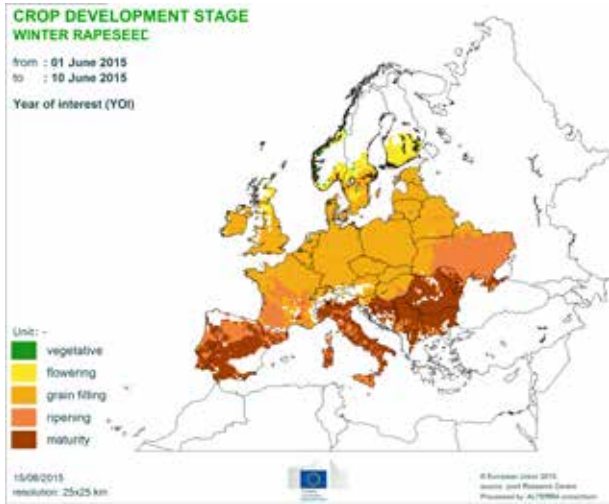 CROP DEVELOPMENT STAGE
WINTER RAPESEED
from : 01 June 2015
to : 10 June 2015
Year of interest (YOI)
Unit: -
vegetative
flowering
grain filling
ripening
maturity
15/06/2015
resolution: 25x25 km
© European Union 2015
source: Joint Research Centre
Processed by: ALTERRA consortium